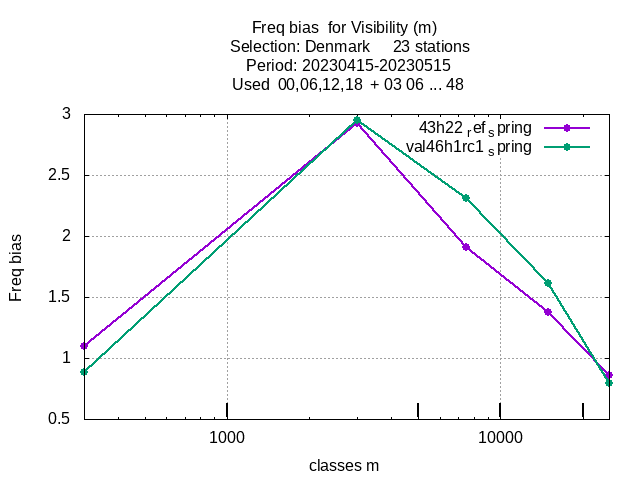 Freq bias  for Visibility (m)
Selection: Denmark     23 stations
Period: 20230415-20230515
Used  00,06,12,18  + 03 06 ... 48
43h22 ref spring
val46h1rc1 spring
3
2.5
2
1.5
1
0.5
Freq bias
1000
10000
classes m